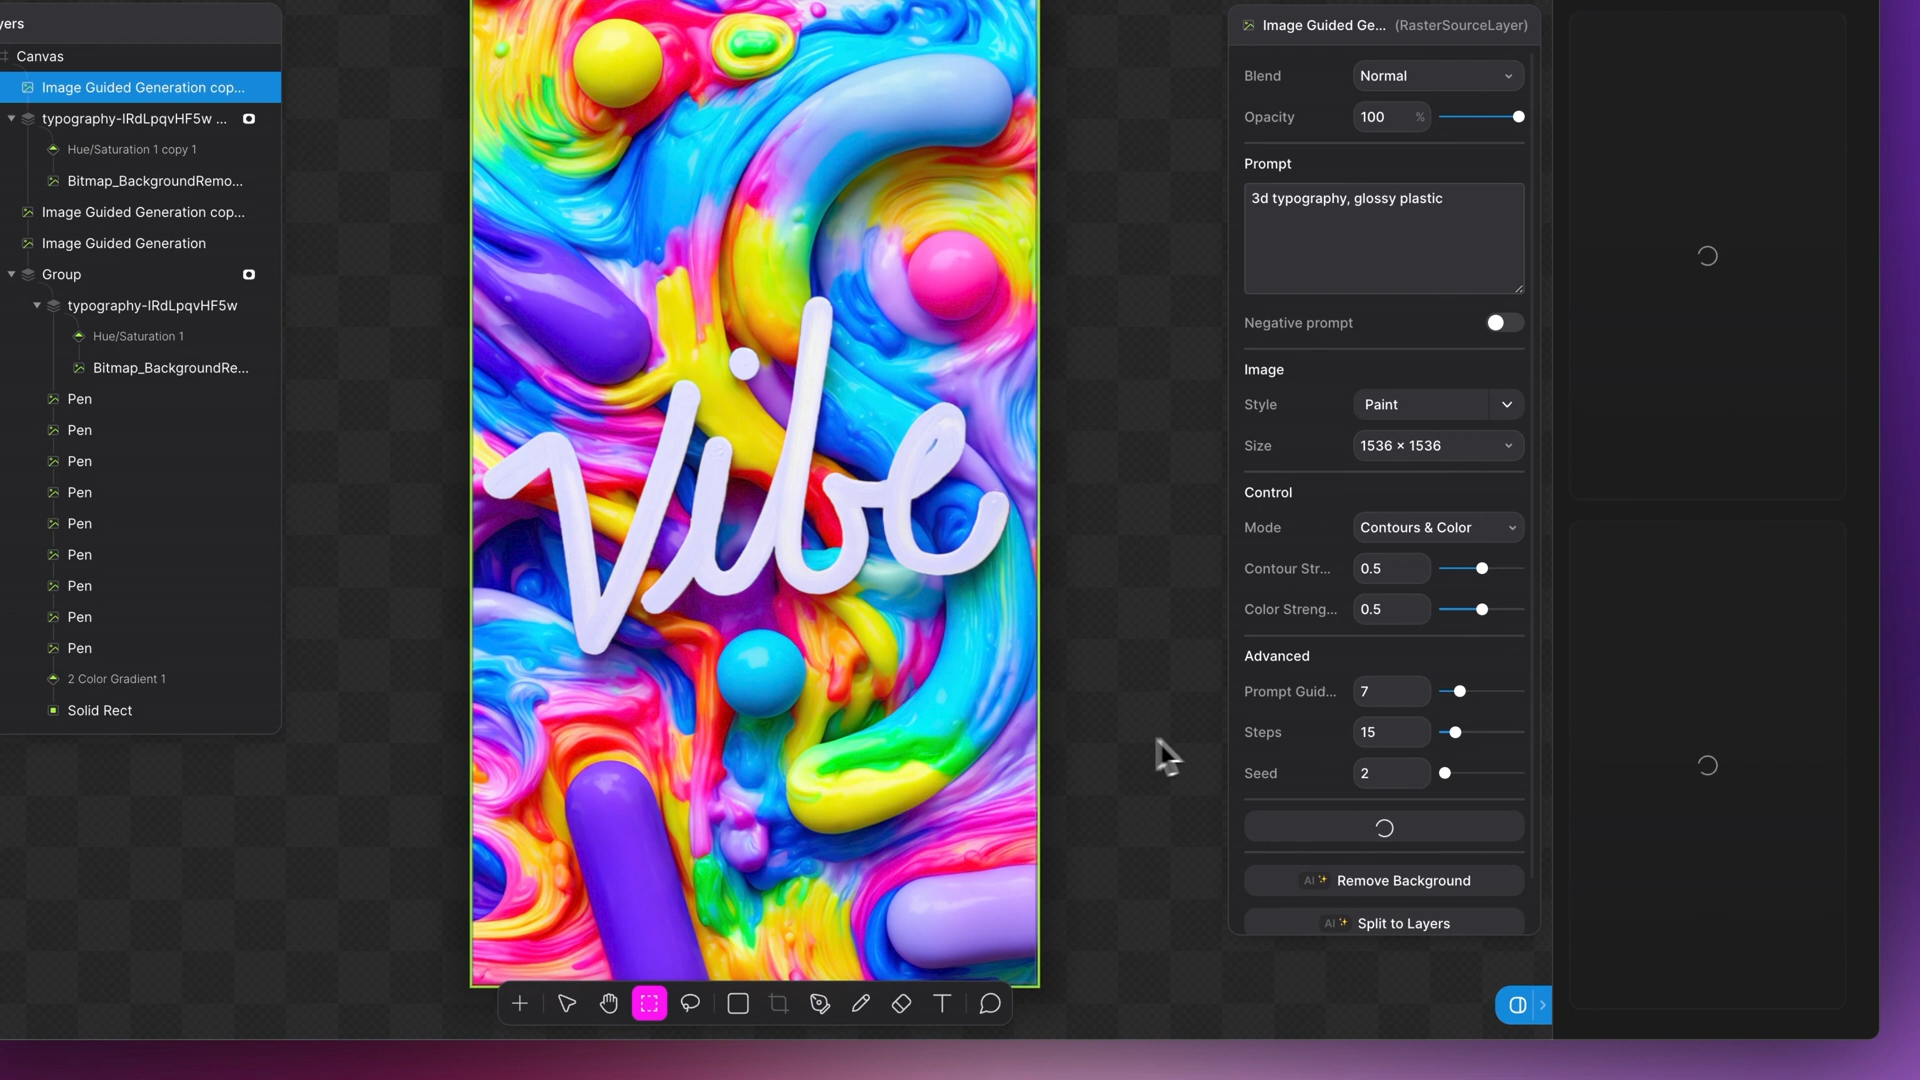 yers
Canvas
Image Guided Generation cop...
typography-IRdLpqvHF5w ...
Hue/Saturation 1 copy 1
Bitmap_BackgroundRemo...
Image Guided Generation cop...
Image Guided Generation
Group
typography-IRdLpqvHF5w
Hue/Saturation 1
Bitmap_BackgroundRe...
Pen
Pen
Pen
Pen
Pen
Pen
Pen
Pen
Pen
2 Color Gradient 1
Solid Rect
Vibe
Image Guided Ge... (RasterSourceLayer)
Blend Normal
Opacity 100 %
Prompt
3d typography, glossy plastic
Negative prompt
Image
Style Paint
Size 1536 × 1536
Control
Mode Contours & Color
Contour Str... 0.5
Color Streng... 0.5
Advanced
Prompt Guid... 7
Steps 15
Seed 2
AI Remove Background
AI Split to Layers